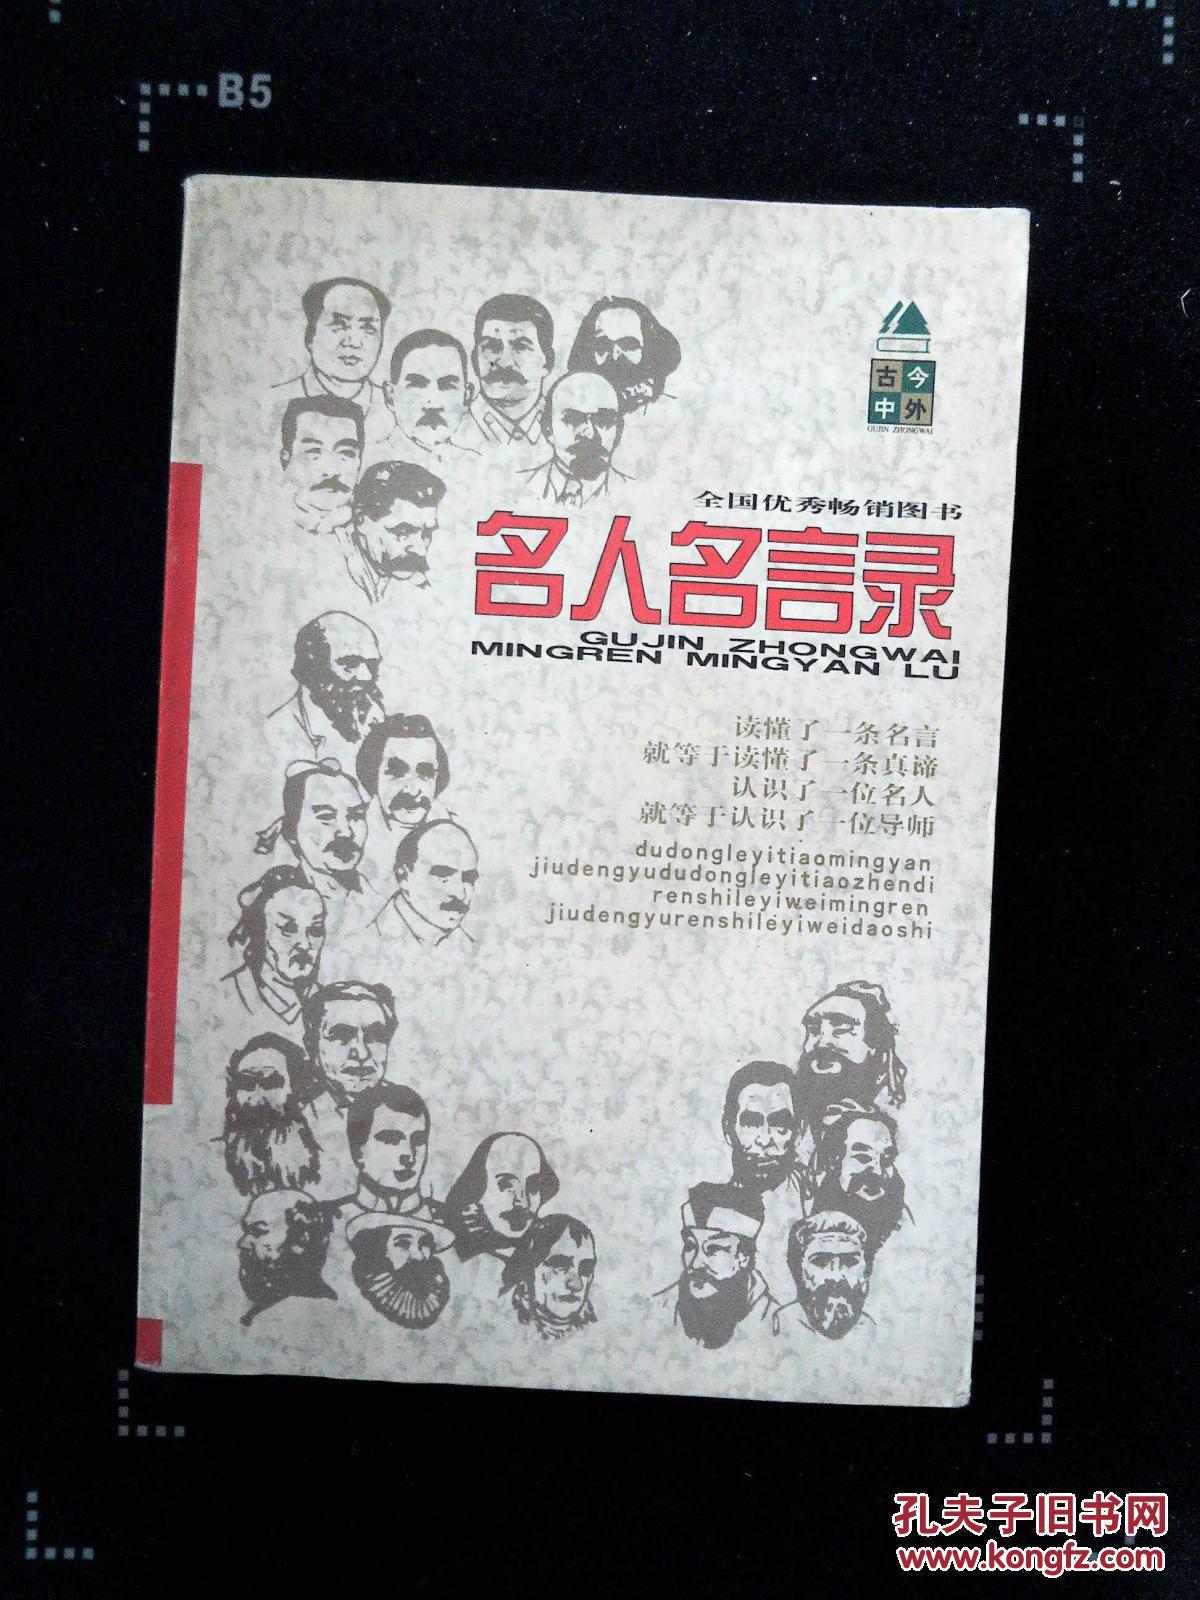 B5
古今
中外
GUJIN ZHONGWAI
全国优秀畅销图书
名人名言录
GUJIN ZHONGWAI
MINGREN MINGYAN LU
读懂了一条名言
就等于读懂了一条真谛
认识了一位名人
就等于认识了一位导师
dudongleyitiaomingyan
jiudengyududongleyitiaozhendi
renshileyiweimingren
jiudengyurenshileyiweidaoshi
孔夫子旧书网
www.kongfz.com